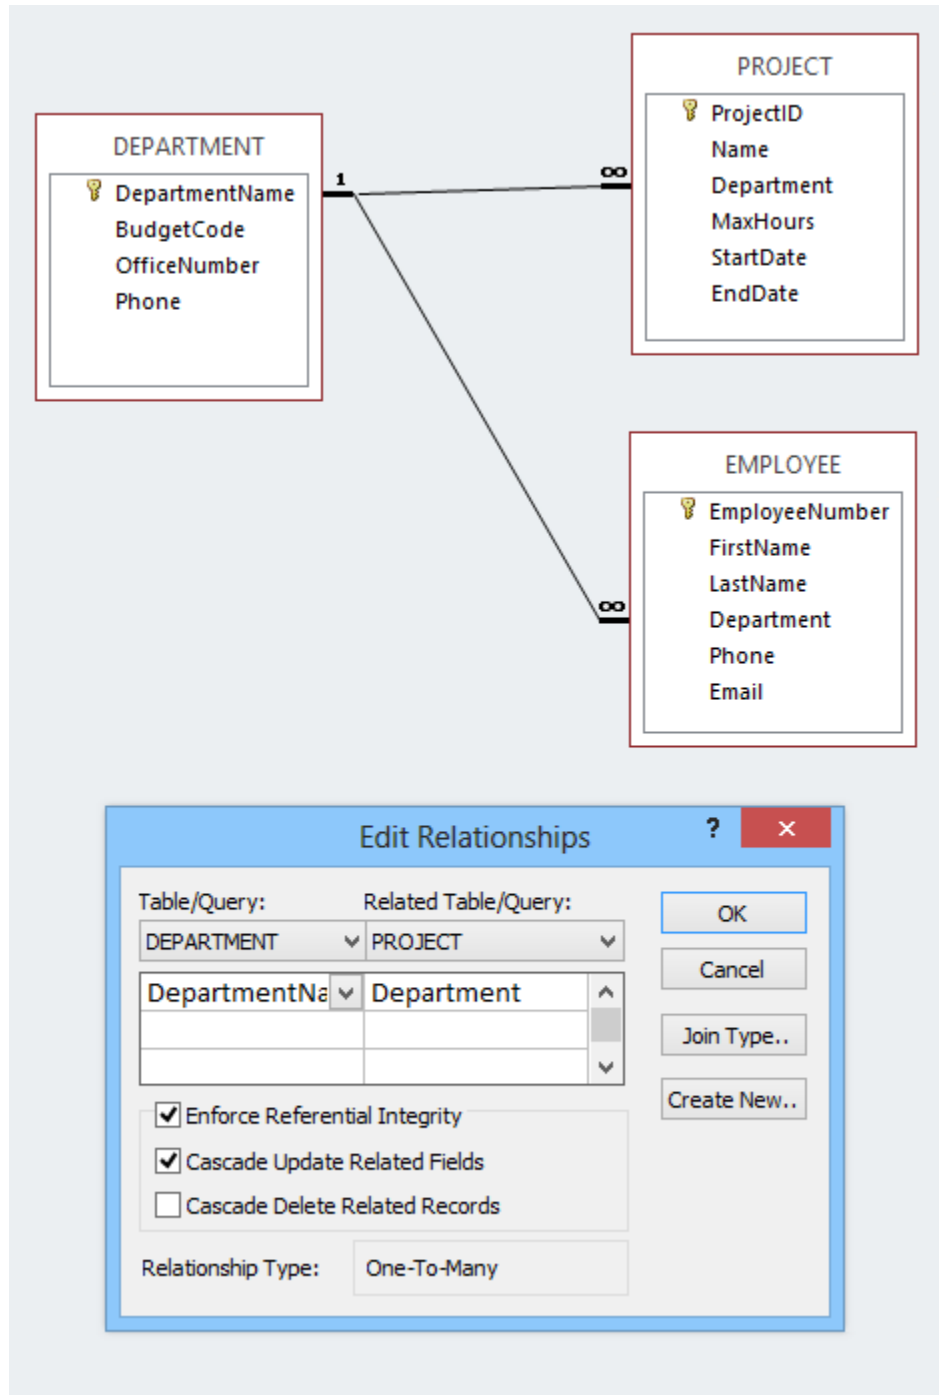 PROJECT
ProjectID
Name
Department
MaxHours
StartDate
EndDate
DEPARTMENT
DepartmentName
BudgetCode
OfficeNumber
Phone
1
∞
EMPLOYEE
EmployeeNumber
FirstName
LastName
Department
Phone
Email
∞
Edit Relationships
? ×
Table/Query: Related Table/Query:
DEPARTMENT PROJECT
DepartmentNa Department
Enforce Referential Integrity
Cascade Update Related Fields
Cascade Delete Related Records
Relationship Type: One-To-Many
OK
Cancel
Join Type..
Create New..